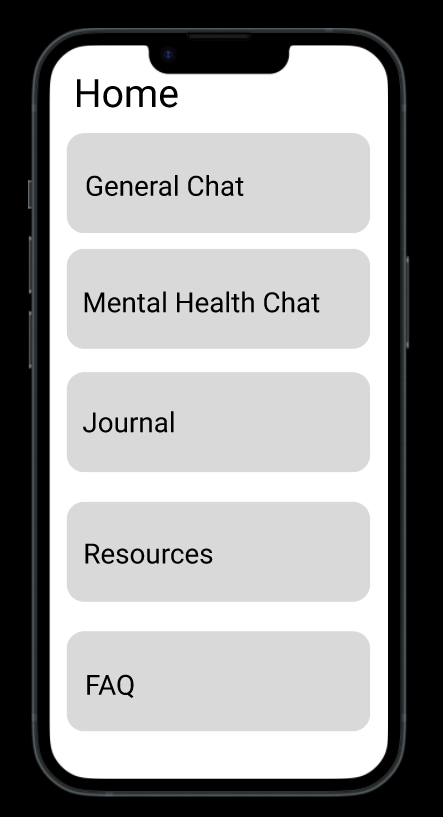 Home
General Chat
Mental Health Chat
Journal
Resources
FAQ